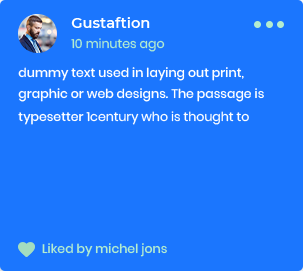 Gustaftion
10 minutes ago
dummy text used in laying out print,
graphic or web designs. The passage is
typesetter 1century who is thought to
Liked by michel jons